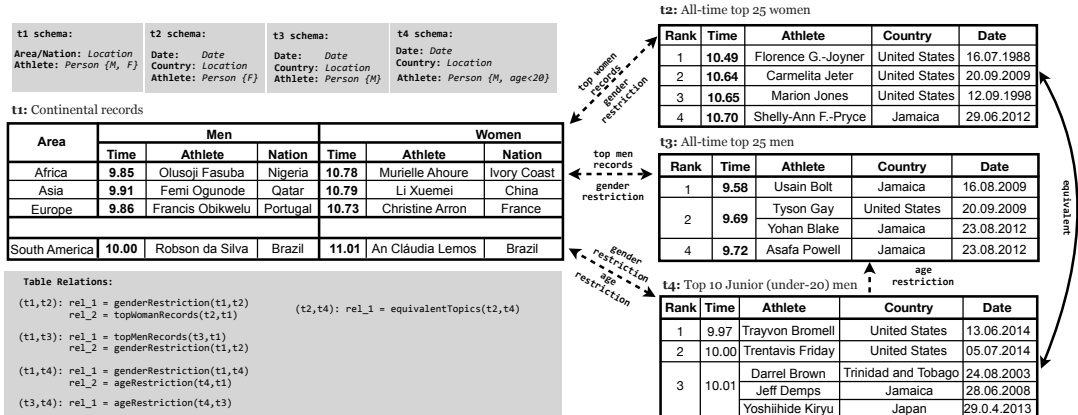 t1 schema:
Area/Nation: Location
Athlete: Person {M, F}
t2 schema:
Date: Date
Country: Location
Athlete: Person {F}
t3 schema:
Date: Date
Country: Location
Athlete: Person {M}
t4 schema:
Date: Date
Country: Location
Athlete: Person {M, age<20}
t1: Continental records
Area Men Women
Time Athlete Nation Time Athlete Nation
Africa 9.85 Olusoji Fasuba Nigeria 10.78 Murielle Ahoure Ivory Coast
Asia 9.91 Femi Ogunode Qatar 10.79 Li Xuemei China
Europe 9.86 Francis Obikwelu Portugal 10.73 Christine Arron France
South America 10.00 Robson da Silva Brazil 11.01 An Cláudia Lemos Brazil
Table Relations:
(t1,t2): rel_1 = genderRestriction(t1,t2)
rel_2 = topWomanRecords(t2,t1)
(t1,t3): rel_1 = topMenRecords(t3,t1)
rel_2 = genderRestriction(t1,t2)
(t1,t4): rel_1 = genderRestriction(t1,t4)
rel_2 = ageRestriction(t4,t1)
(t3,t4): rel_1 = ageRestriction(t4,t3)
(t2,t4): rel_1 = equivalentTopics(t2,t4)
top women
records
gender
restriction
top men
records
gender
restriction
gender
restriction
age
restriction
t2: All-time top 25 women
Rank Time Athlete Country Date
1 10.49 Florence G.-Joyner United States 16.07.1988
2 10.64 Carmelita Jeter United States 20.09.2009
3 10.65 Marion Jones United States 12.09.1998
4 10.70 Shelly-Ann F.-Pryce Jamaica 29.06.2012
t3: All-time top 25 men
Rank Time Athlete Country Date
1 9.58 Usain Bolt Jamaica 16.08.2009
2 9.69 Tyson Gay United States 20.09.2009
Yohan Blake Jamaica 23.08.2012
4 9.72 Asafa Powell Jamaica 23.08.2012
age
restriction
t4: Top 10 Junior (under-20) men
Rank Time Athlete Country Date
1 9.97 Trayvon Bromell United States 13.06.2014
2 10.00 Trentavis Friday United States 05.07.2014
3 10.01 Darrel Brown Trinidad and Tobago 24.08.2003
Jeff Demps Jamaica 28.06.2008
Yoshiihide Kiryu Japan 29.0.4.2013
equivalent